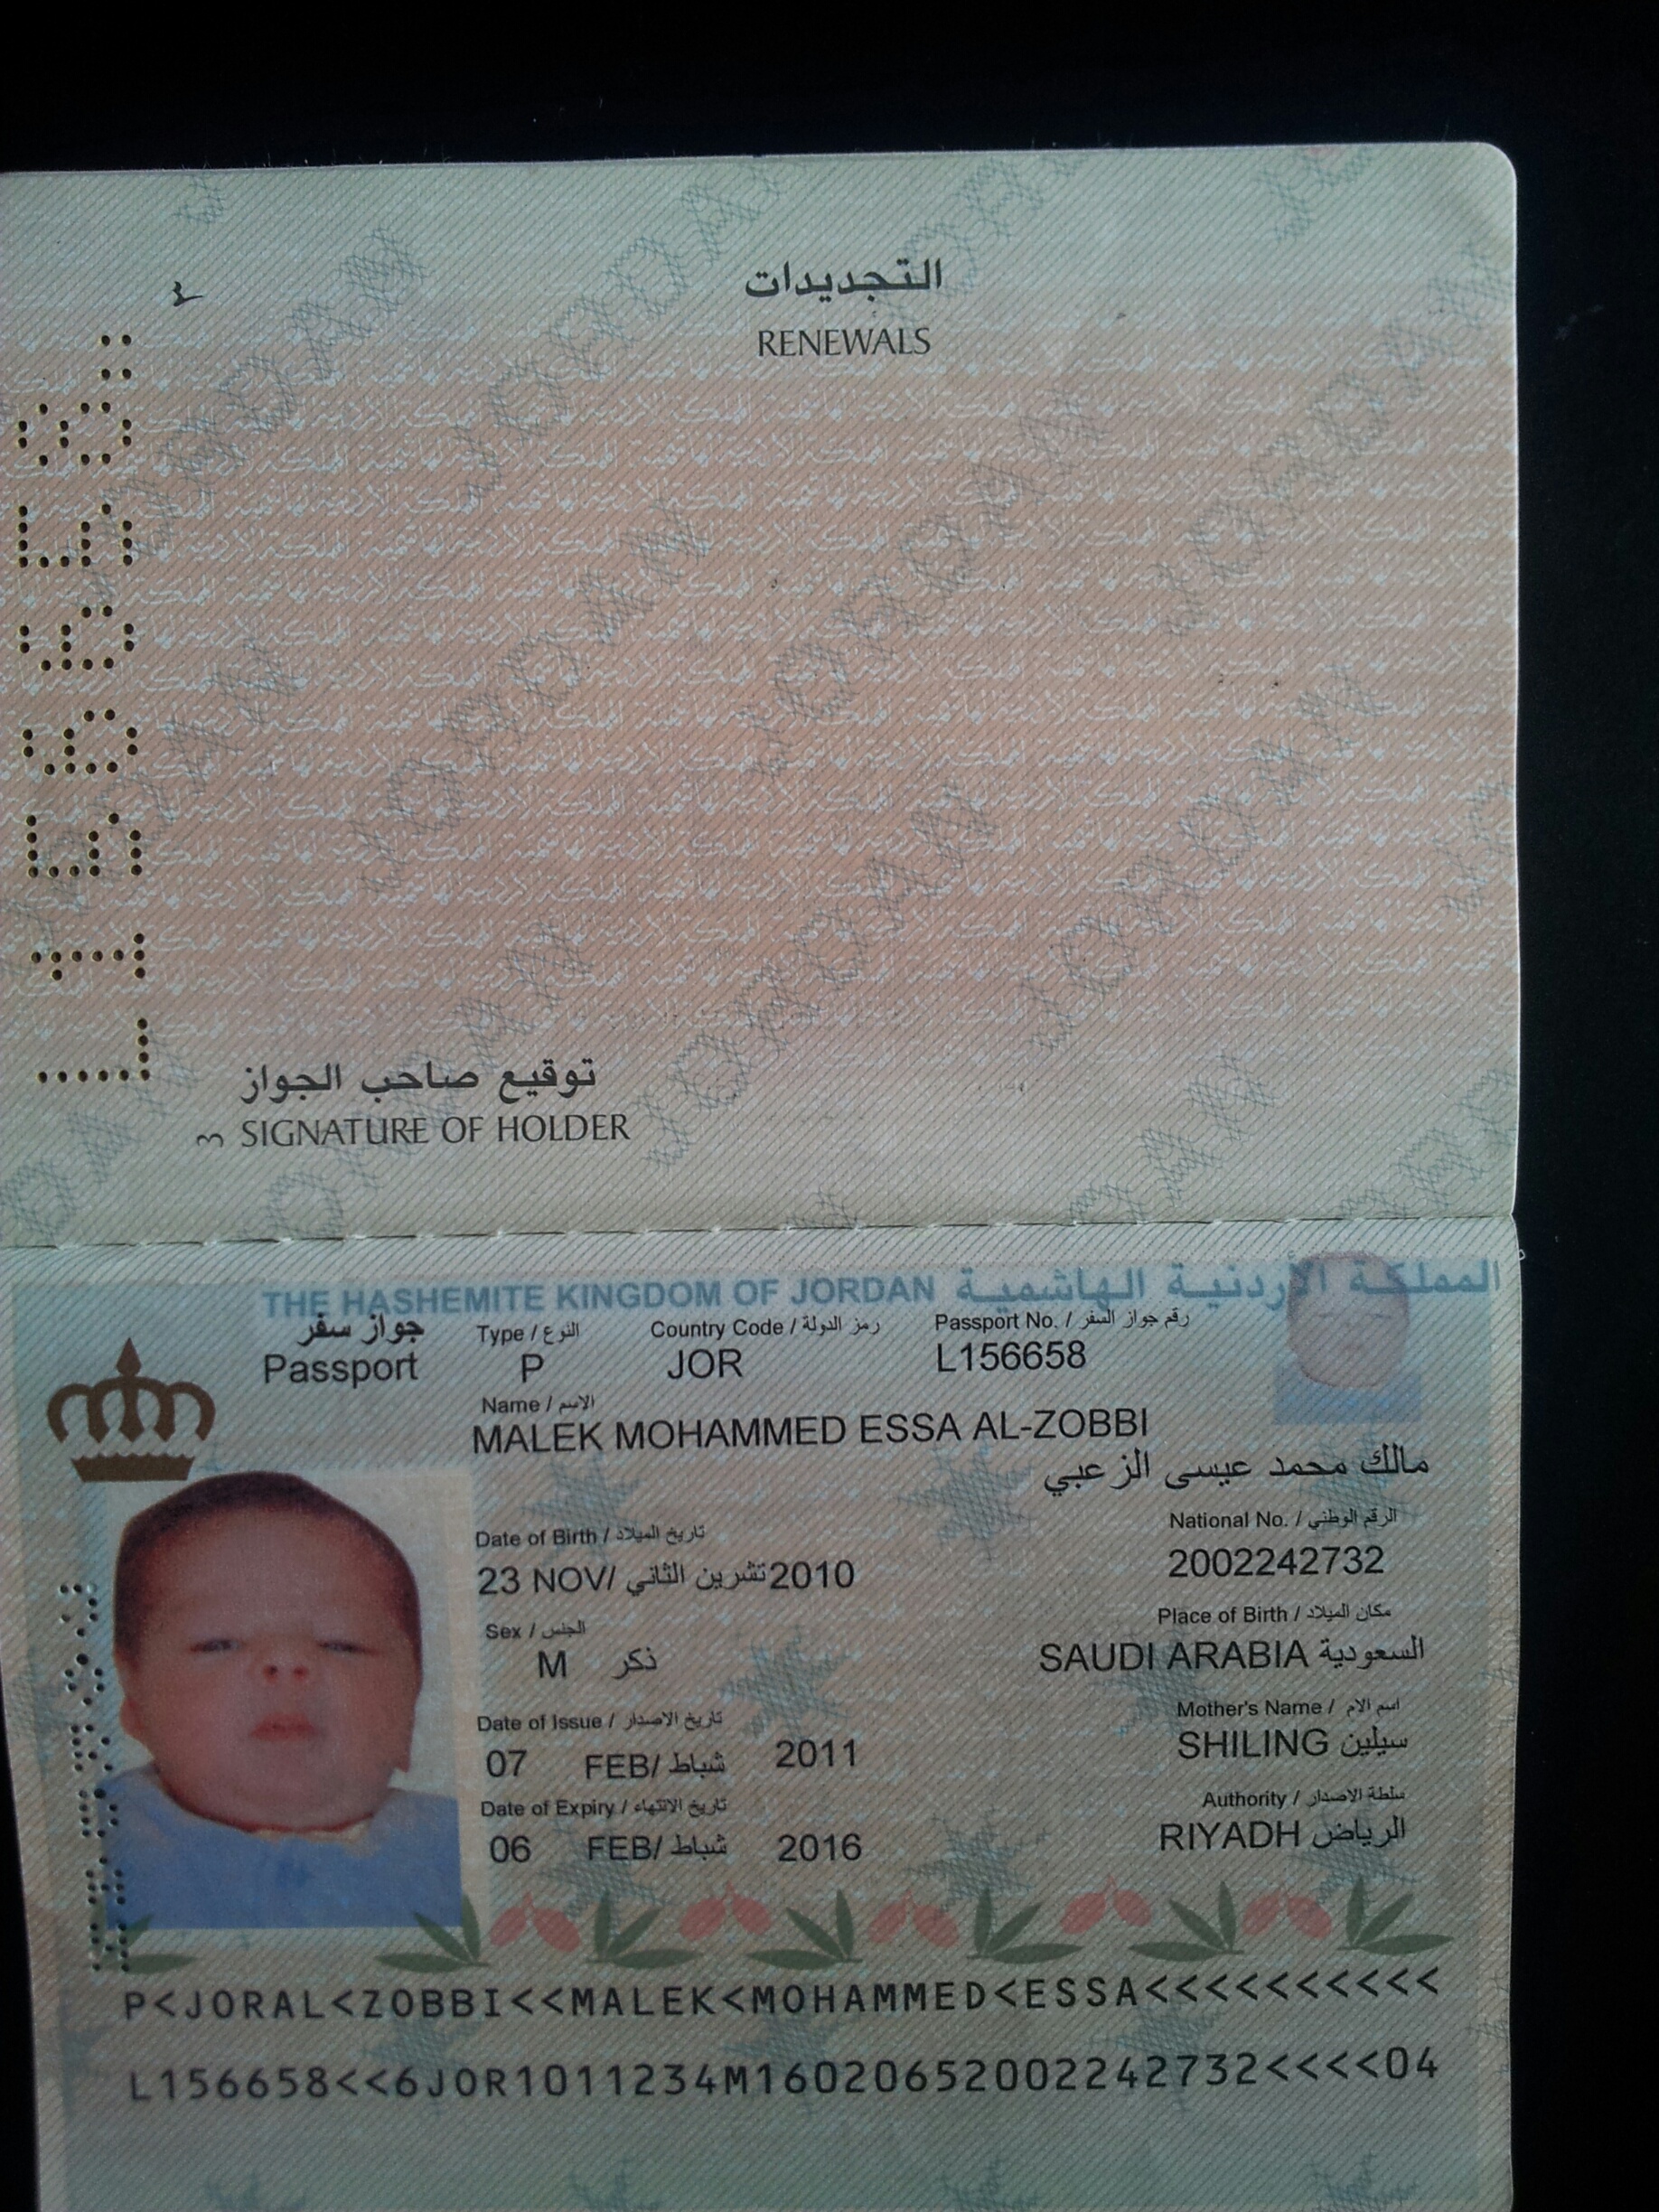 ٤
التجديدات
RENEWALS
L156658
توقيع صاحب الجواز
٣ SIGNATURE OF HOLDER
THE HASHEMITE KINGDOM OF JORDAN المملكة الأردنية الهاشمية
جواز سفر
Passport
Type / النوع
P
Country Code / رمز الدولة
JOR
Passport No. / رقم جواز السفر
L156658
Name / الاسم
MALEK MOHAMMED ESSA AL-ZOBBI
مالك محمد عيسى الزعبي
Date of Birth / تاريخ الميلاد
23 NOV/ تشرين الثاني 2010
National No. / الرقم الوطني
2002242732
Sex / الجنس
M ذكر
Place of Birth / مكان الميلاد
SAUDI ARABIA السعودية
Date of Issue / تاريخ الاصدار
07 FEB/ شباط 2011
Mother's Name / اسم الام
SHILING سيلين
Date of Expiry / تاريخ الانتهاء
06 FEB/ شباط 2016
Authority / سلطة الاصدار
RIYADH الرياض
P<JORAL<ZOBBI<<MALEK<MOHAMMED<ESSA<<<<<<<<<<
L156658<<6JOR1011234M16020652002242732<<<<04